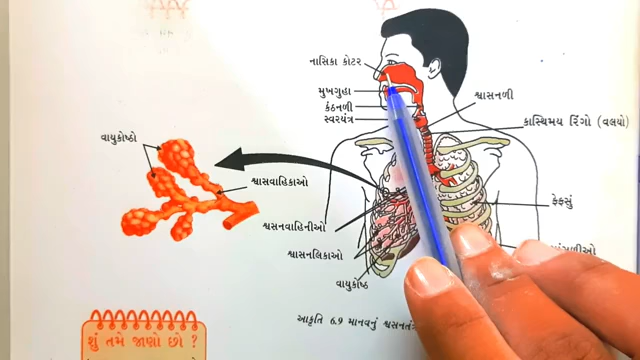 નાસિકા કોટર
મુખગુહા
કંઠનળી
સ્વરયંત્ર
શ્વાસનળી
કાસ્થિમય રિંગો (વલયો)
વાયુકોષ્ઠો
શ્વાસવાહિકાઓ
ફેફસું
શ્વસનવાહિનીઓ
શ્વાસનલિકાઓ
વાયુકોષ્ઠ
આકૃતિ 6.9 માનવનું શ્વસનતંત્ર
શું તમે જાણો છો ?